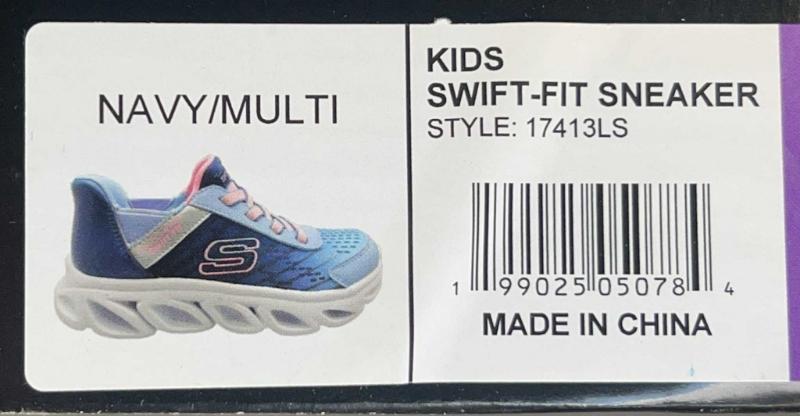 NAVY/MULTI
S
KIDS
SWIFT-FIT SNEAKER
STYLE: 17413LS
1 99025 05078 4
MADE IN CHINA